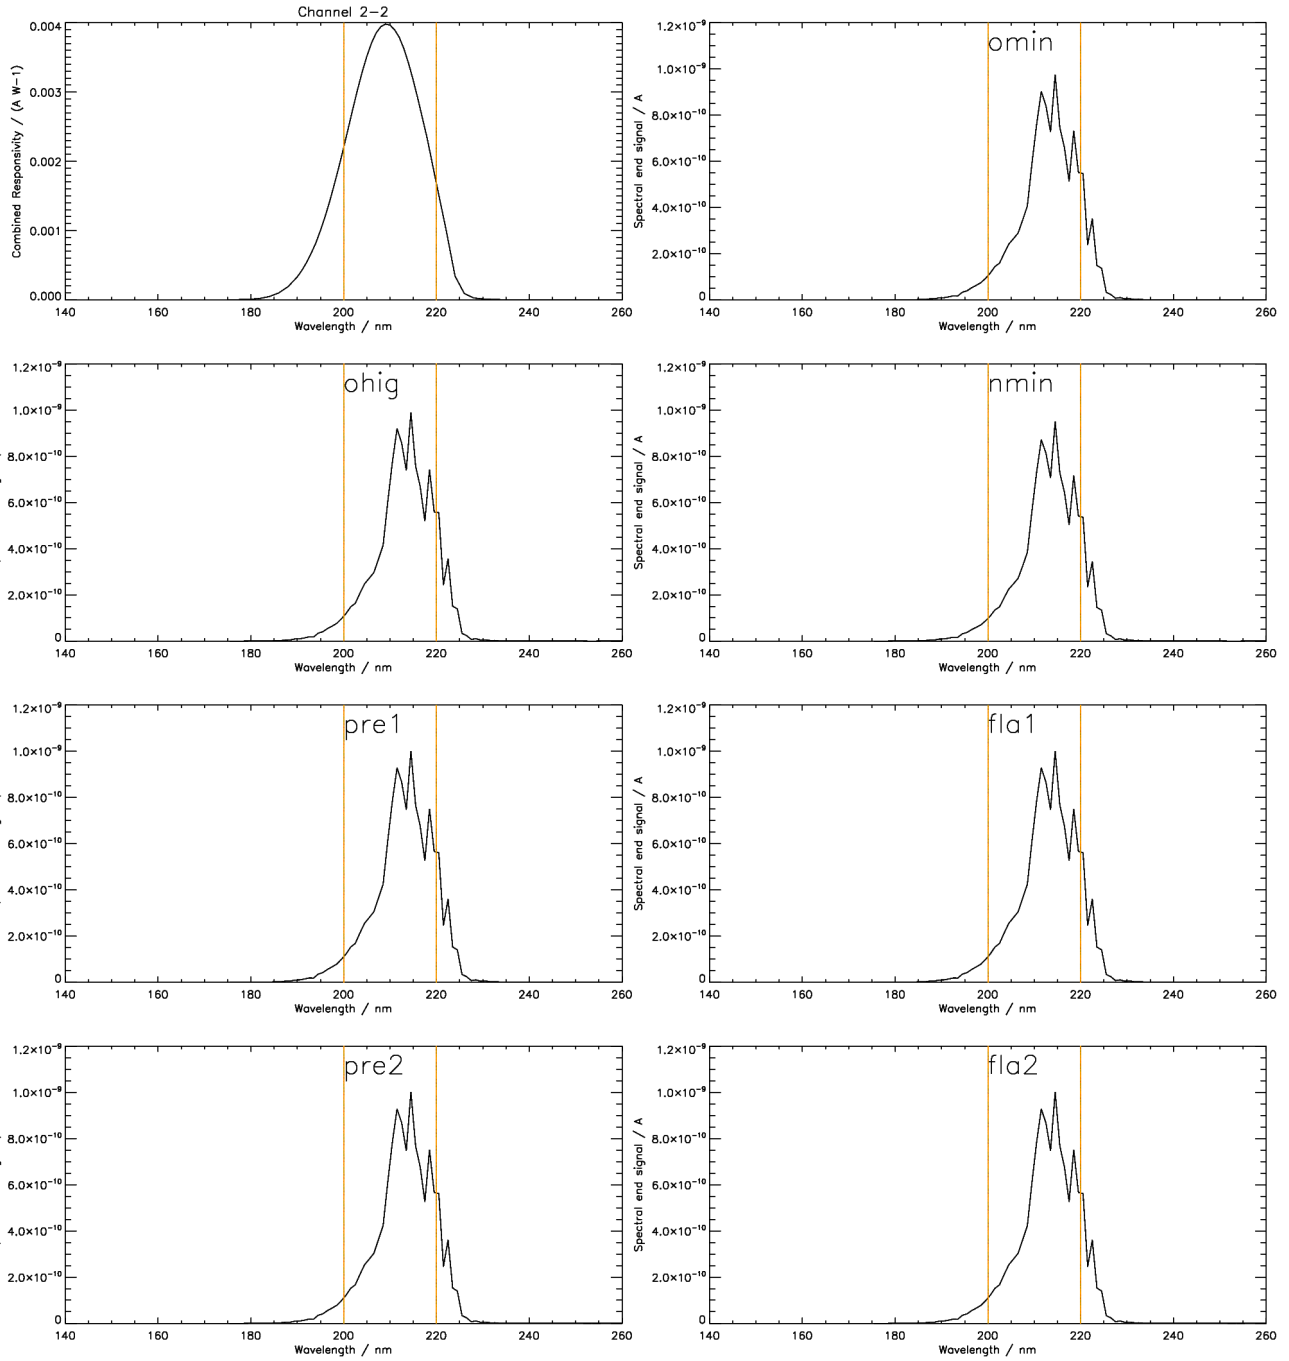 Channel 2-2
Combined Responsivity / (A W-1)
0.004
0.003
0.002
0.001
0.000
140 160 180 200 220 240 260
Wavelength / nm
omin
Spectral end signal / A
1.2×10⁻⁹
1.0×10⁻⁹
8.0×10⁻¹⁰
6.0×10⁻¹⁰
4.0×10⁻¹⁰
2.0×10⁻¹⁰
0
140 160 180 200 220 240 260
Wavelength / nm
ohig
1.2×10⁻⁹
1.0×10⁻⁹
8.0×10⁻¹⁰
6.0×10⁻¹⁰
4.0×10⁻¹⁰
2.0×10⁻¹⁰
0
140 160 180 200 220 240 260
Wavelength / nm
nmin
Spectral end signal / A
1.2×10⁻⁹
1.0×10⁻⁹
8.0×10⁻¹⁰
6.0×10⁻¹⁰
4.0×10⁻¹⁰
2.0×10⁻¹⁰
0
140 160 180 200 220 240 260
Wavelength / nm
pre1
1.2×10⁻⁹
1.0×10⁻⁹
8.0×10⁻¹⁰
6.0×10⁻¹⁰
4.0×10⁻¹⁰
2.0×10⁻¹⁰
0
140 160 180 200 220 240 260
Wavelength / nm
fla1
Spectral end signal / A
1.2×10⁻⁹
1.0×10⁻⁹
8.0×10⁻¹⁰
6.0×10⁻¹⁰
4.0×10⁻¹⁰
2.0×10⁻¹⁰
0
140 160 180 200 220 240 260
Wavelength / nm
pre2
1.2×10⁻⁹
1.0×10⁻⁹
8.0×10⁻¹⁰
6.0×10⁻¹⁰
4.0×10⁻¹⁰
2.0×10⁻¹⁰
0
140 160 180 200 220 240 260
Wavelength / nm
fla2
Spectral end signal / A
1.2×10⁻⁹
1.0×10⁻⁹
8.0×10⁻¹⁰
6.0×10⁻¹⁰
4.0×10⁻¹⁰
2.0×10⁻¹⁰
0
140 160 180 200 220 240 260
Wavelength / nm